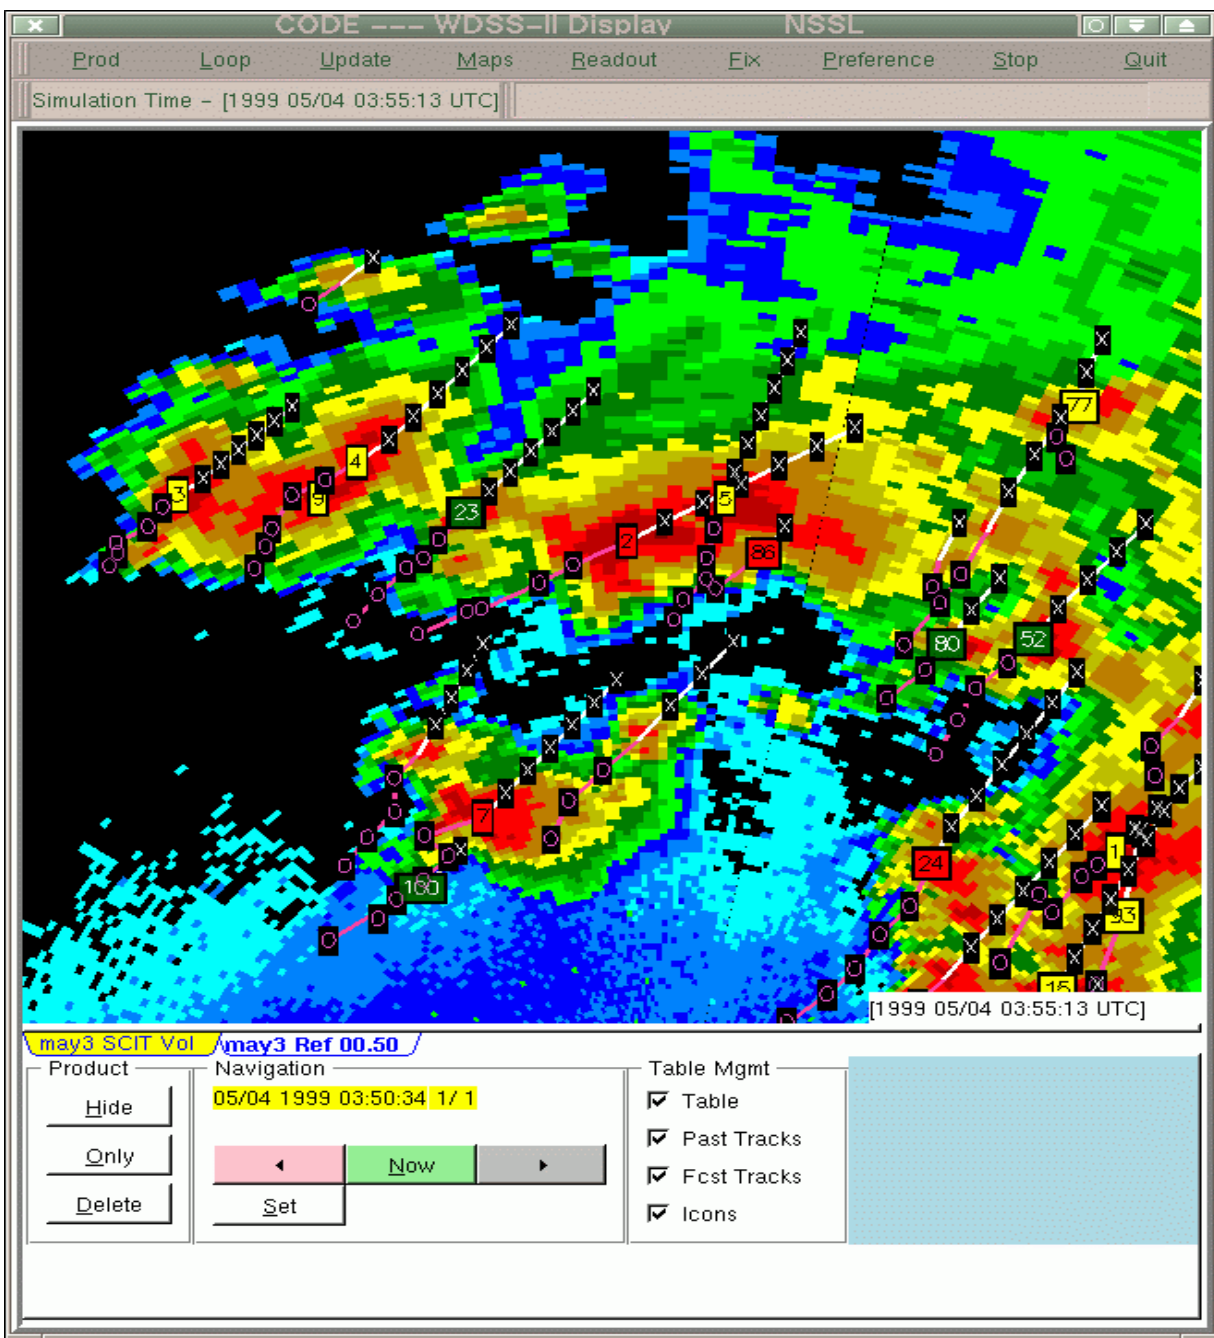 CODE --- WDSS-II Display NSSL
Prod Loop Update Maps Readout Fix Preference Stop Quit
Simulation Time - [1999 05/04 03:55:13 UTC]
77
4
3
9
5
23
2
86
80
52
7
1
24
160
93
15
[1999 05/04 03:55:13 UTC]
may3 SCIT Vol may3 Ref 00.50
Product Navigation Table Mgmt
Hide 05/04 1999 03:50:34 1/ 1 Table
Only Now Past Tracks
Delete Set Fcst Tracks
Icons